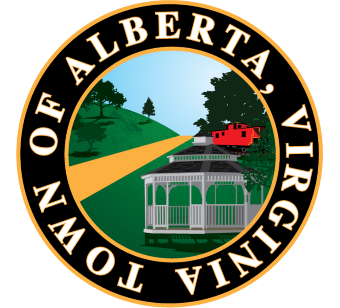 TOWN OF ALBERTA, VIRGINIA